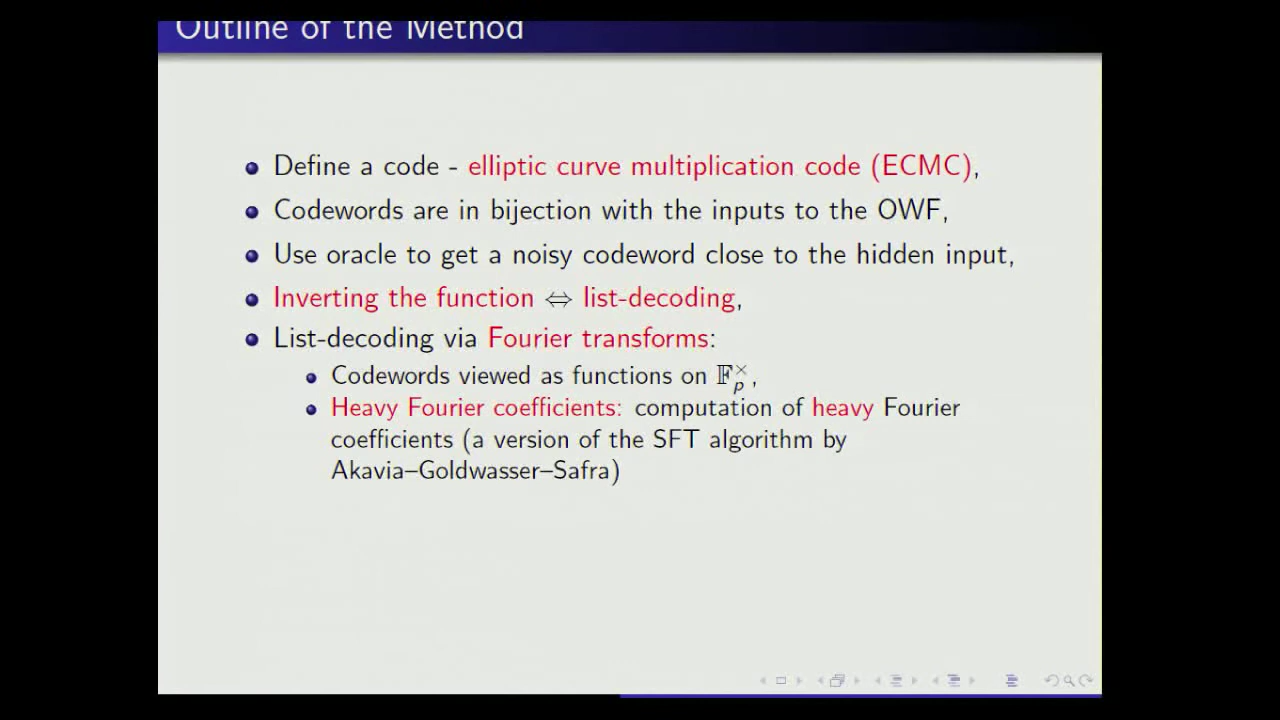 Outline of the Method
Define a code - elliptic curve multiplication code (ECMC),
Codewords are in bijection with the inputs to the OWF,
Use oracle to get a noisy codeword close to the hidden input,
Inverting the function ⇔ list-decoding,
List-decoding via Fourier transforms:
Codewords viewed as functions on 𝔽ₚ×,
Heavy Fourier coefficients: computation of heavy Fourier
coefficients (a version of the SFT algorithm by
Akavia–Goldwasser–Safra)